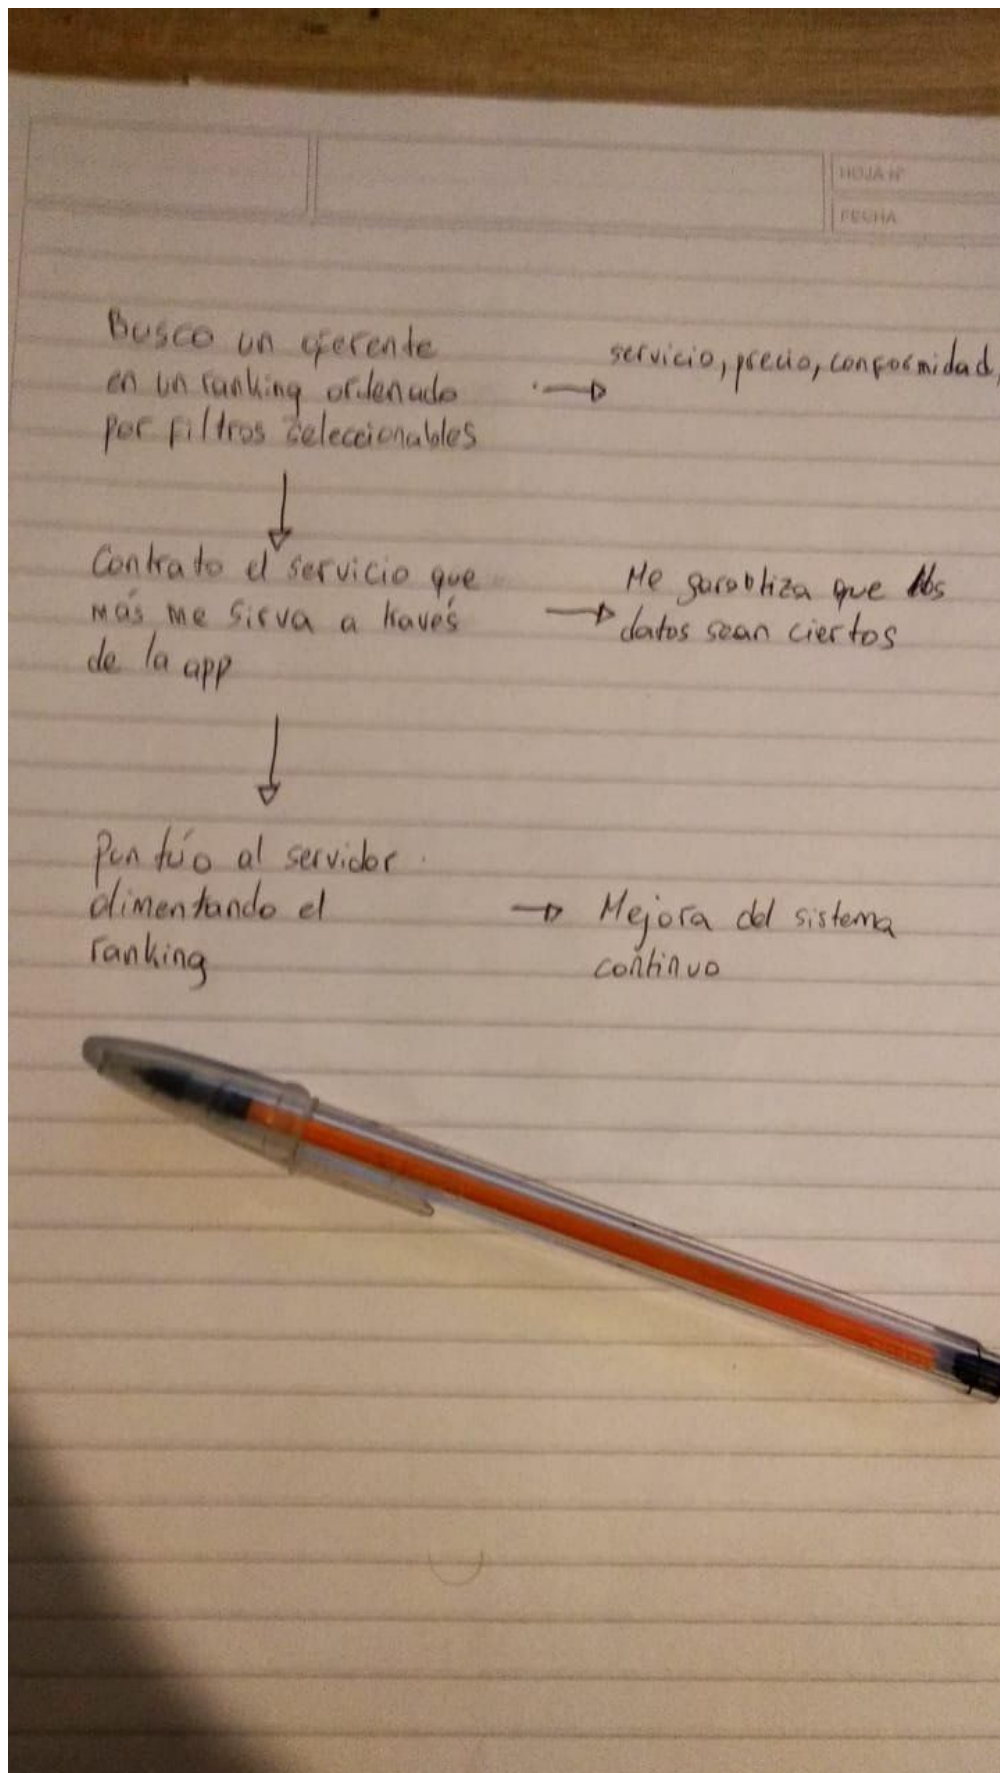 HOJA Nº
FECHA
Busco un oferente
en un ranking ordenado
por filtros seleccionables
servicio, precio, conformidad,
Contrato el servicio que
más me sirva a través
de la app
Me garantiza que los
datos sean ciertos
Puntúo al servidor
alimentando el
ranking
Mejora del sistema
continuo